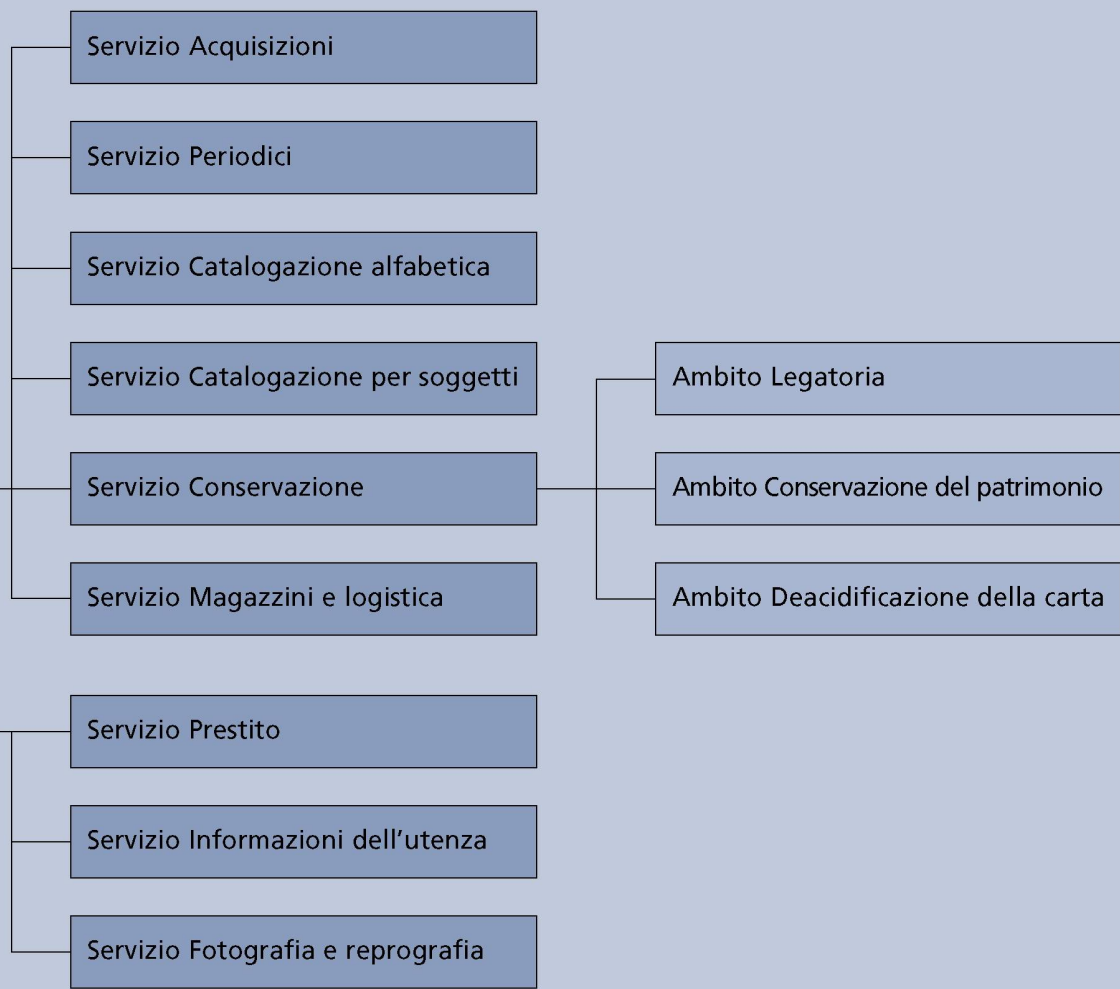 Servizio Acquisizioni
Servizio Periodici
Servizio Catalogazione alfabetica
Servizio Catalogazione per soggetti
Ambito Legatoria
Servizio Conservazione
Ambito Conservazione del patrimonio
Servizio Magazzini e logistica
Ambito Deacidificazione della carta
Servizio Prestito
Servizio Informazioni dell’utenza
Servizio Fotografia e reprografia